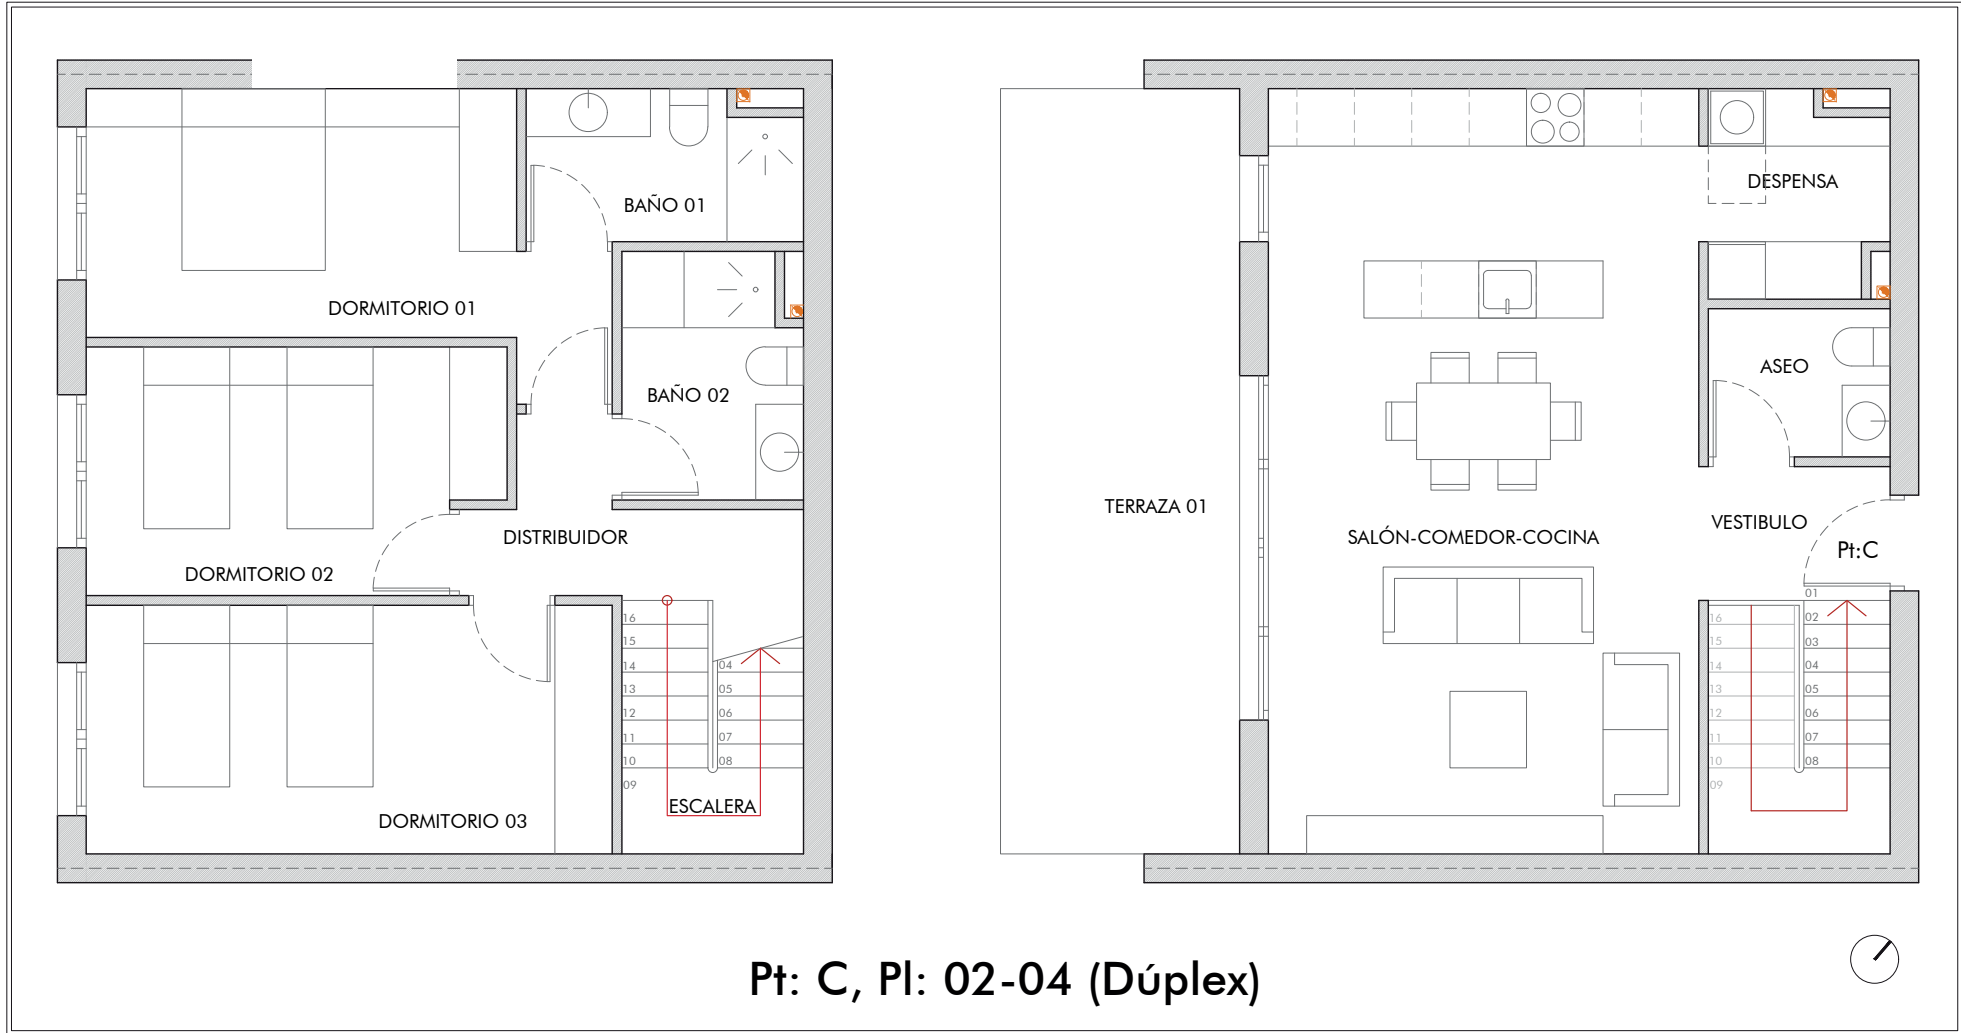 BAÑO 01
DORMITORIO 01
BAÑO 02
DISTRIBUIDOR
DORMITORIO 02
16
15
14
13
12
11
10
09
04
05
06
07
08
ESCALERA
DORMITORIO 03
DESPENSA
ASEO
TERRAZA 01
SALÓN-COMEDOR-COCINA
VESTIBULO
Pt:C
01
02
03
04
05
06
07
08
16
15
14
13
12
11
10
09
Pt: C, Pl: 02-04 (Dúplex)